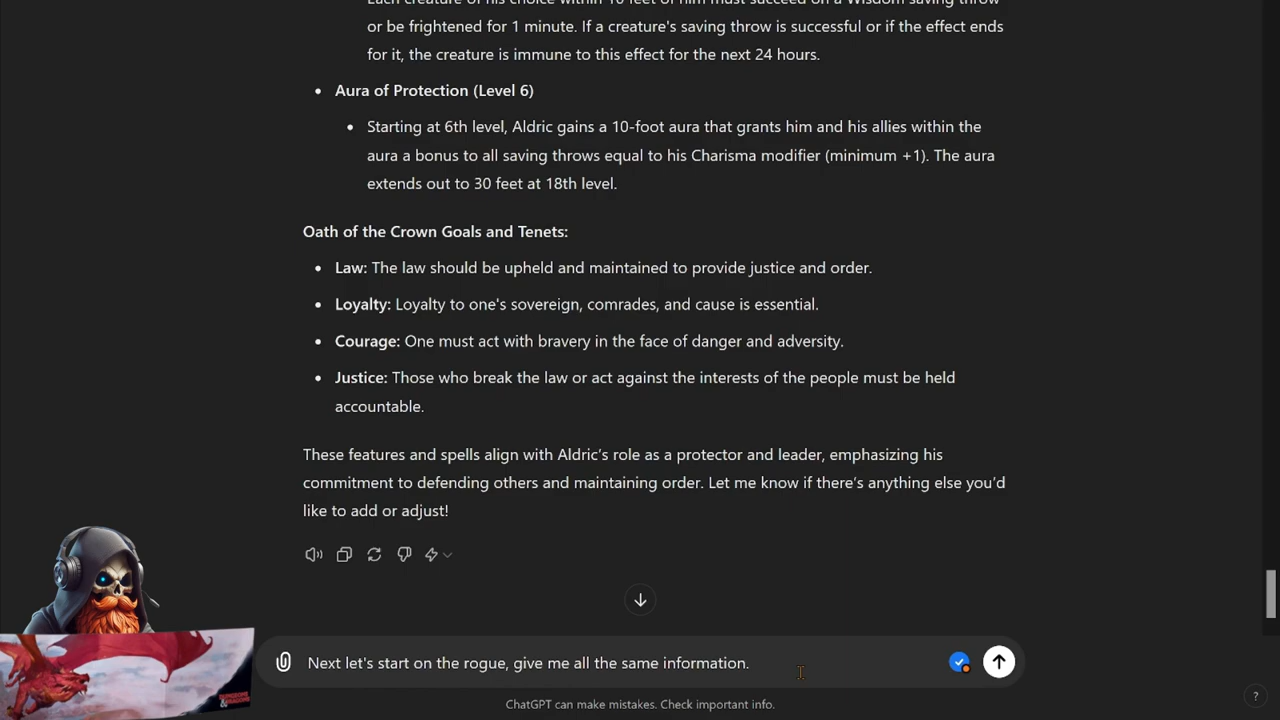 Each creature of his choice within 10 feet of him must succeed on a Wisdom saving throw
or be frightened for 1 minute. If a creature's saving throw is successful or if the effect ends
for it, the creature is immune to this effect for the next 24 hours.
• Aura of Protection (Level 6)
• Starting at 6th level, Aldric gains a 10-foot aura that grants him and his allies within the
aura a bonus to all saving throws equal to his Charisma modifier (minimum +1). The aura
extends out to 30 feet at 18th level.
Oath of the Crown Goals and Tenets:
• Law: The law should be upheld and maintained to provide justice and order.
• Loyalty: Loyalty to one's sovereign, comrades, and cause is essential.
• Courage: One must act with bravery in the face of danger and adversity.
• Justice: Those who break the law or act against the interests of the people must be held
accountable.
These features and spells align with Aldric’s role as a protector and leader, emphasizing his
commitment to defending others and maintaining order. Let me know if there’s anything else you’d
like to add or adjust!
Next let's start on the rogue, give me all the same information.
ChatGPT can make mistakes. Check important info.
?
DUNGEONS
& DRAGONS